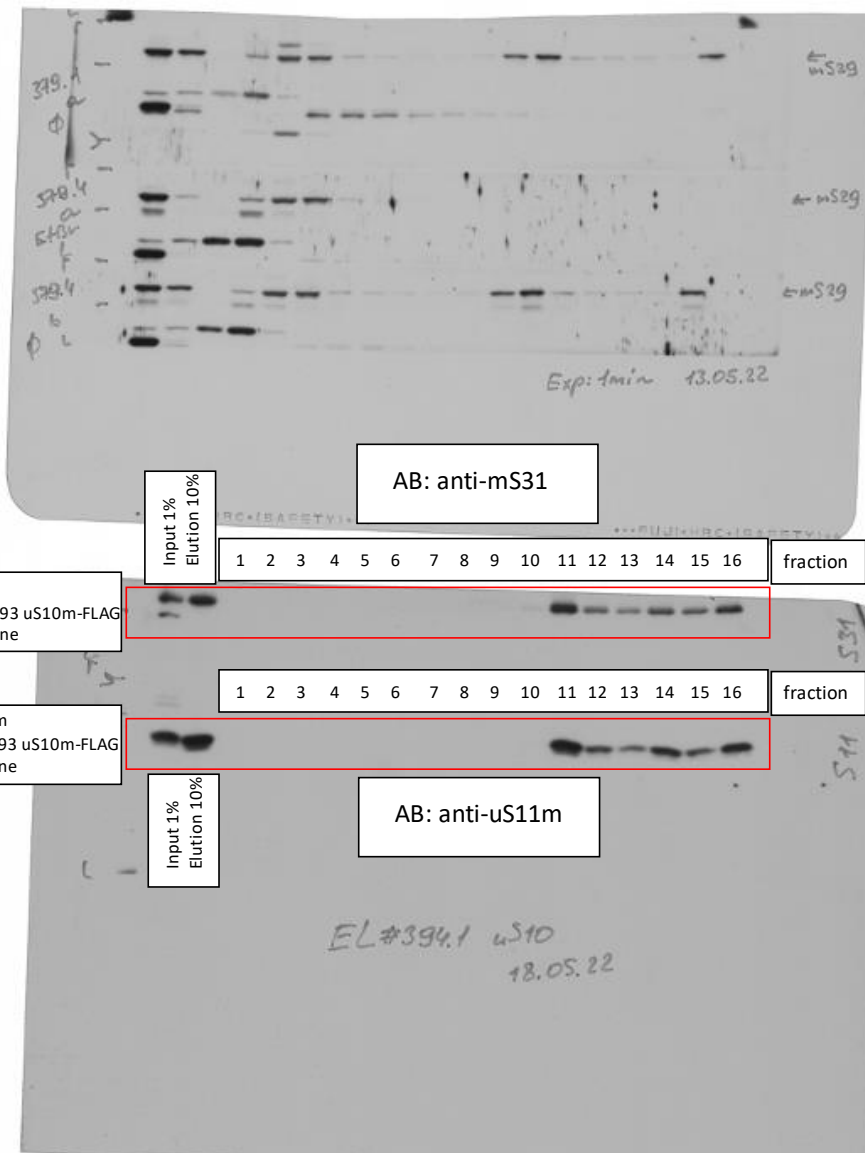 mS29
379.4
578.4
mS29
579.4
mS29
Exp: 1min 13.05.22
AB: anti-mS31
Input 1%
Elution 10%
1 2 3 4 5 6 7 8 9 10 11 12 13 14 15 16
fraction
93 uS10m-FLAG
ne
S31
1 2 3 4 5 6 7 8 9 10 11 12 13 14 15 16
fraction
m
93 uS10m-FLAG
ne
S11
Input 1%
Elution 10%
AB: anti-uS11m
L
EL#394.1 uS10
18.05.22